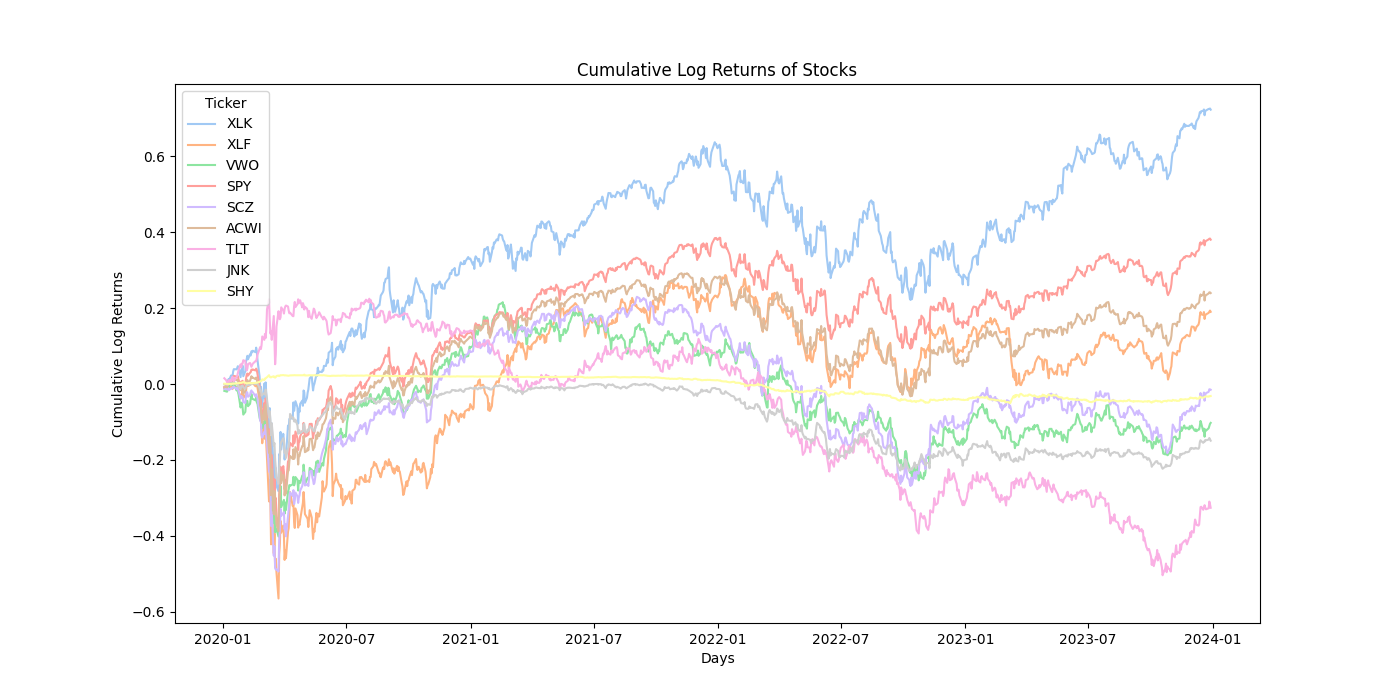 Cumulative Log Returns of Stocks
Ticker
XLK
XLF
VWO
SPY
SCZ
ACWI
TLT
JNK
SHY
Cumulative Log Returns
0.6
0.4
0.2
0.0
−0.2
−0.4
−0.6
2020-01 2020-07 2021-01 2021-07 2022-01 2022-07 2023-01 2023-07 2024-01
Days